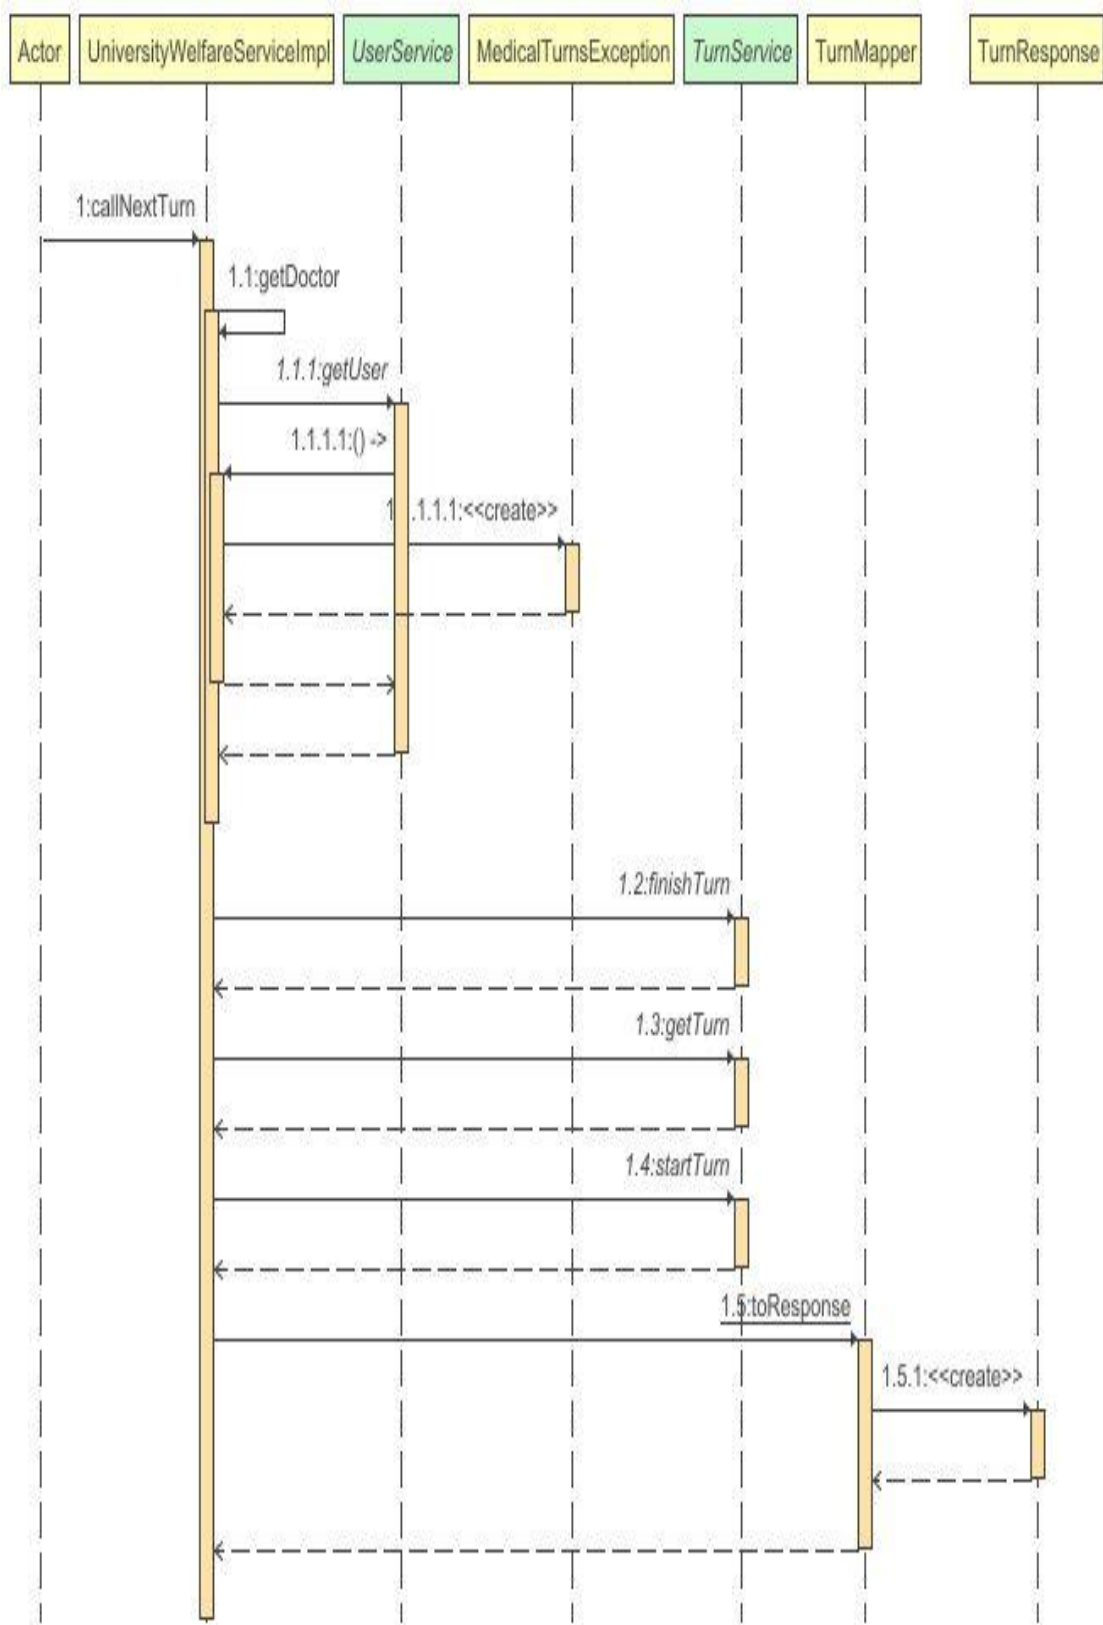 Actor UniversityWelfareServiceImpl UserService MedicalTurnsException TurnService TurnMapper TurnResponse
1:callNextTurn
1.1:getDoctor
1.1.1:getUser
1.1.1.1:() ->
1 .1.1.1:<<create>>
1.2:finishTurn
1.3:getTurn
1.4:startTurn
1.5:toResponse
1.5.1:<<create>>